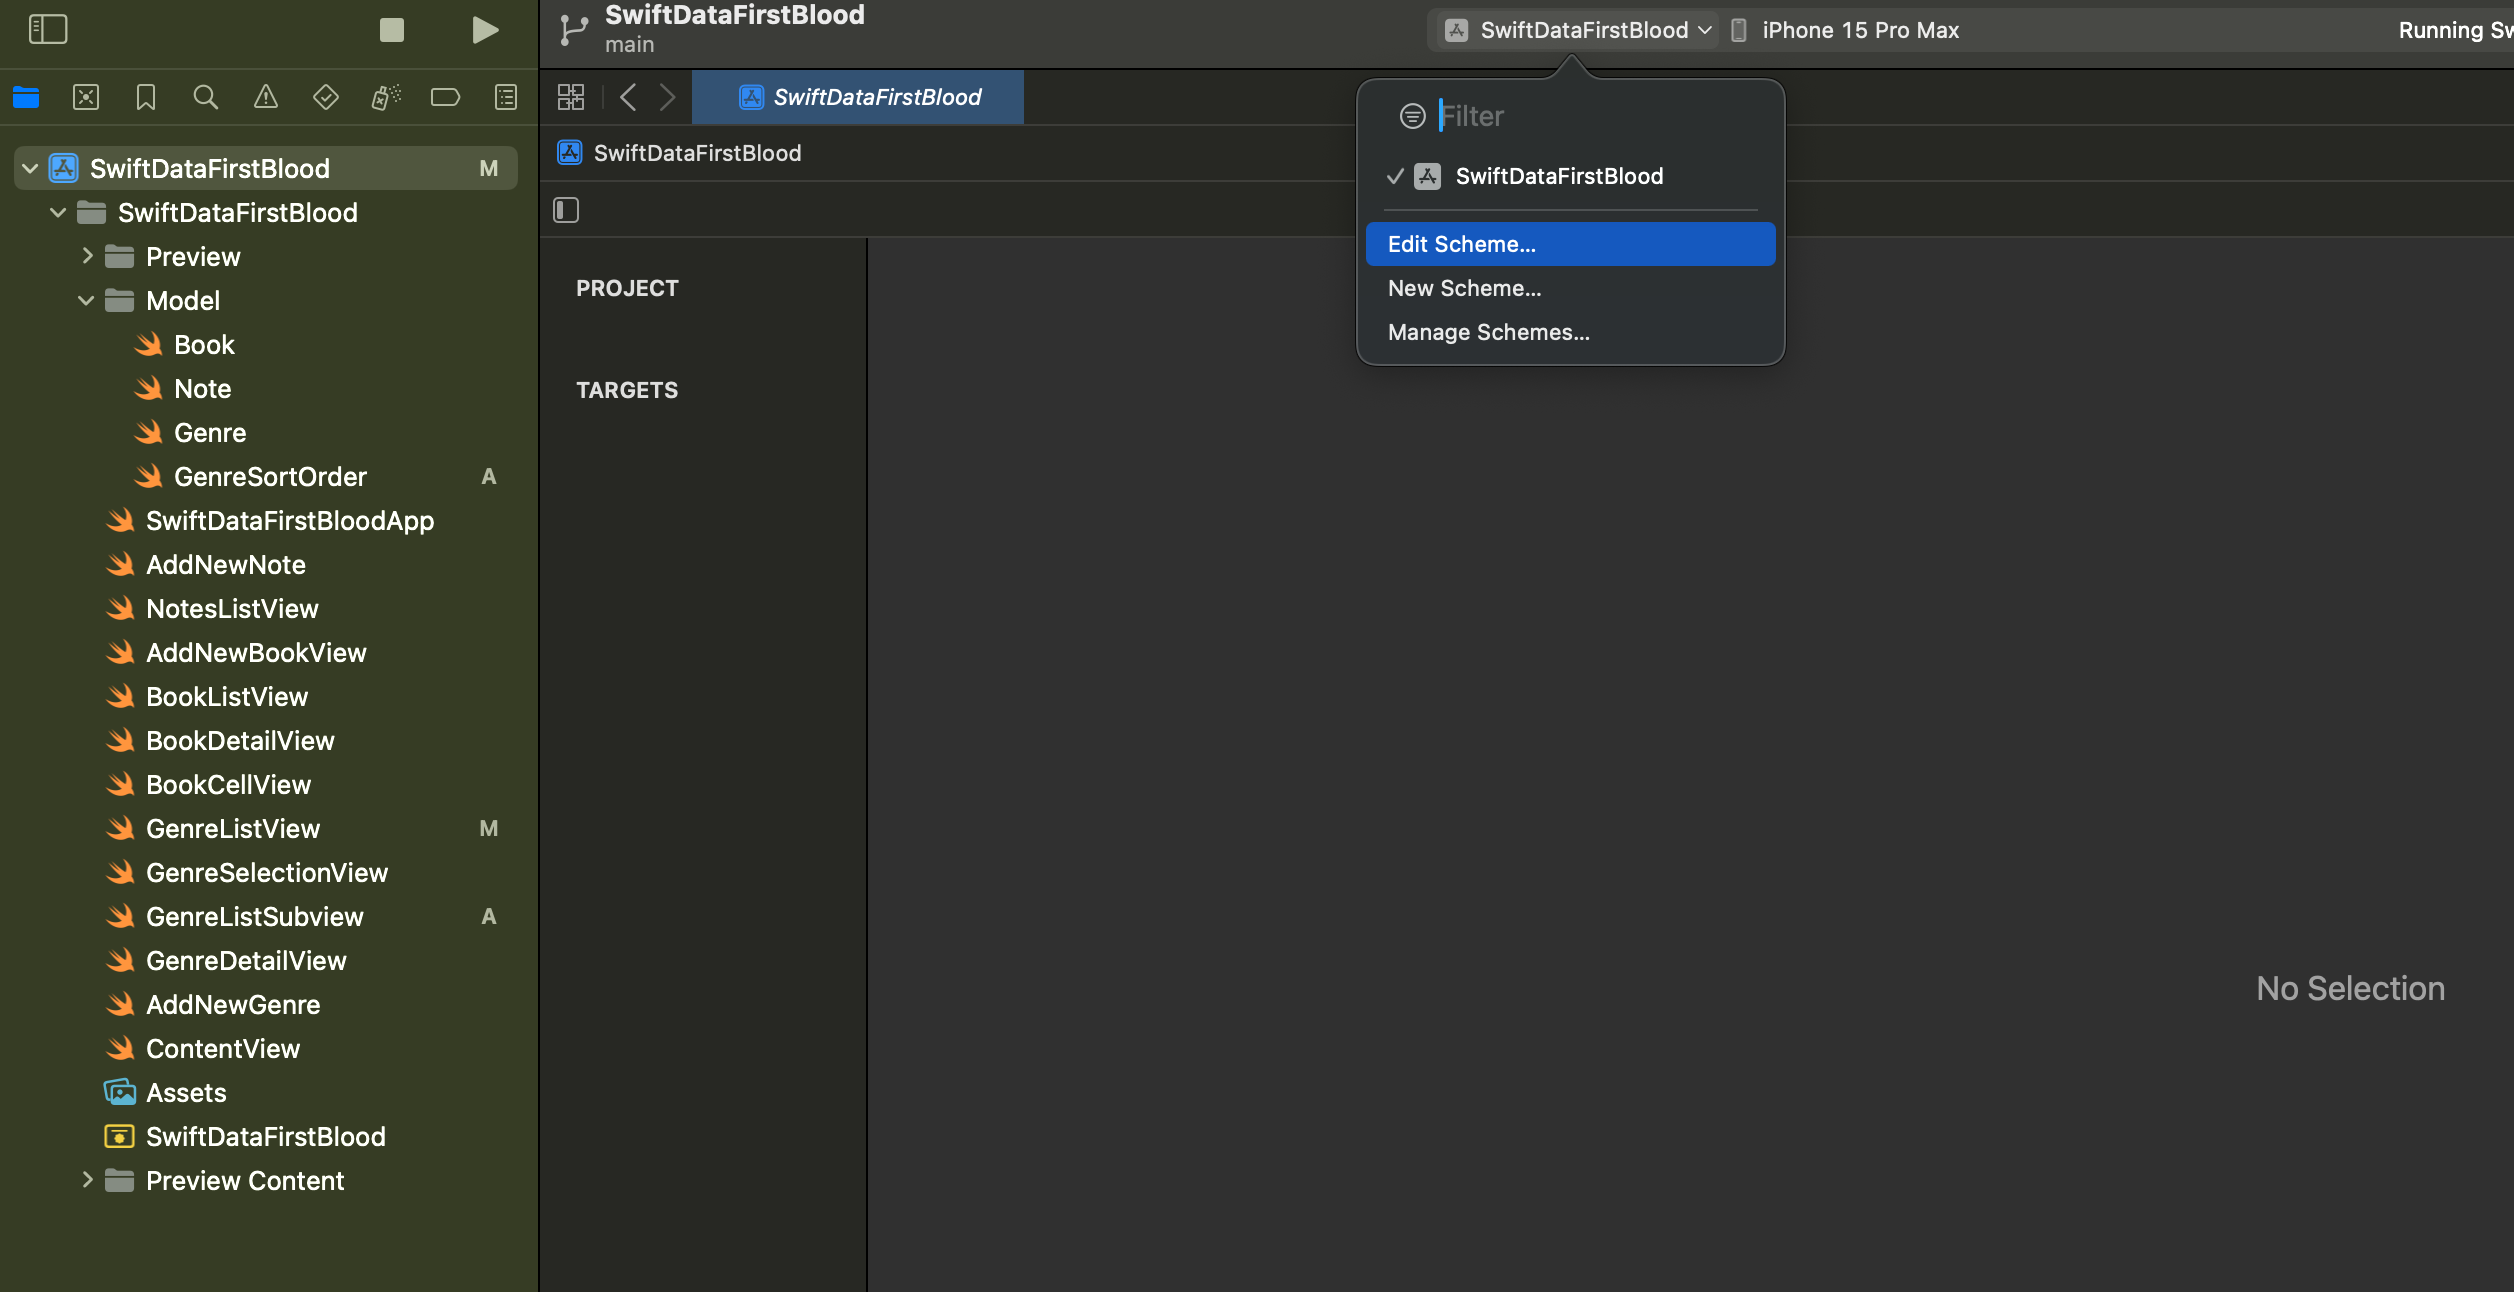 SwiftDataFirstBlood
main
SwiftDataFirstBlood
iPhone 15 Pro Max
Running Sw
SwiftDataFirstBlood
SwiftDataFirstBlood
Filter
SwiftDataFirstBlood
Edit Scheme...
New Scheme...
Manage Schemes...
SwiftDataFirstBlood M
SwiftDataFirstBlood
Preview
Model
Book
Note
Genre
GenreSortOrder A
SwiftDataFirstBloodApp
AddNewNote
NotesListView
AddNewBookView
BookListView
BookDetailView
BookCellView
GenreListView M
GenreSelectionView
GenreListSubview A
GenreDetailView
AddNewGenre
ContentView
Assets
SwiftDataFirstBlood
Preview Content
PROJECT
TARGETS
No Selection